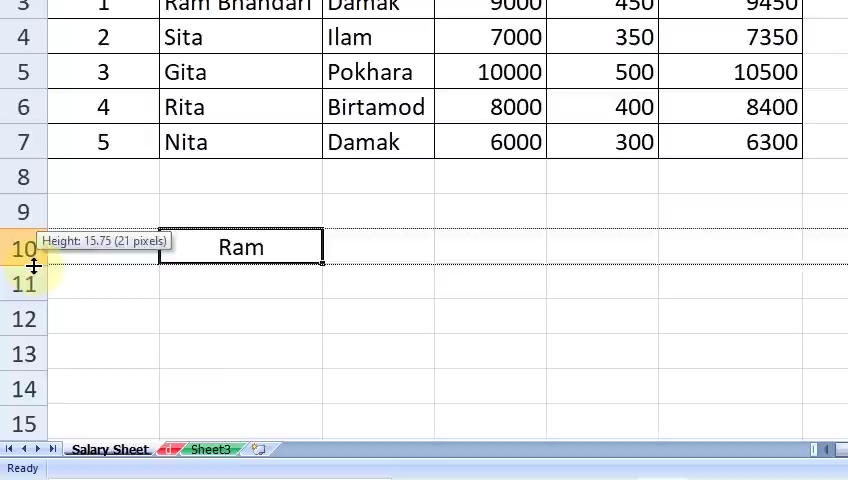 3 1 Ram Bhandari Damak 9000 450 9450
4 2 Sita Ilam 7000 350 7350
5 3 Gita Pokhara 10000 500 10500
6 4 Rita Birtamod 8000 400 8400
7 5 Nita Damak 6000 300 6300
8
9
Height: 15.75 (21 pixels)
10 Ram
11
12
13
14
15
Salary Sheet d Sheet3
Ready